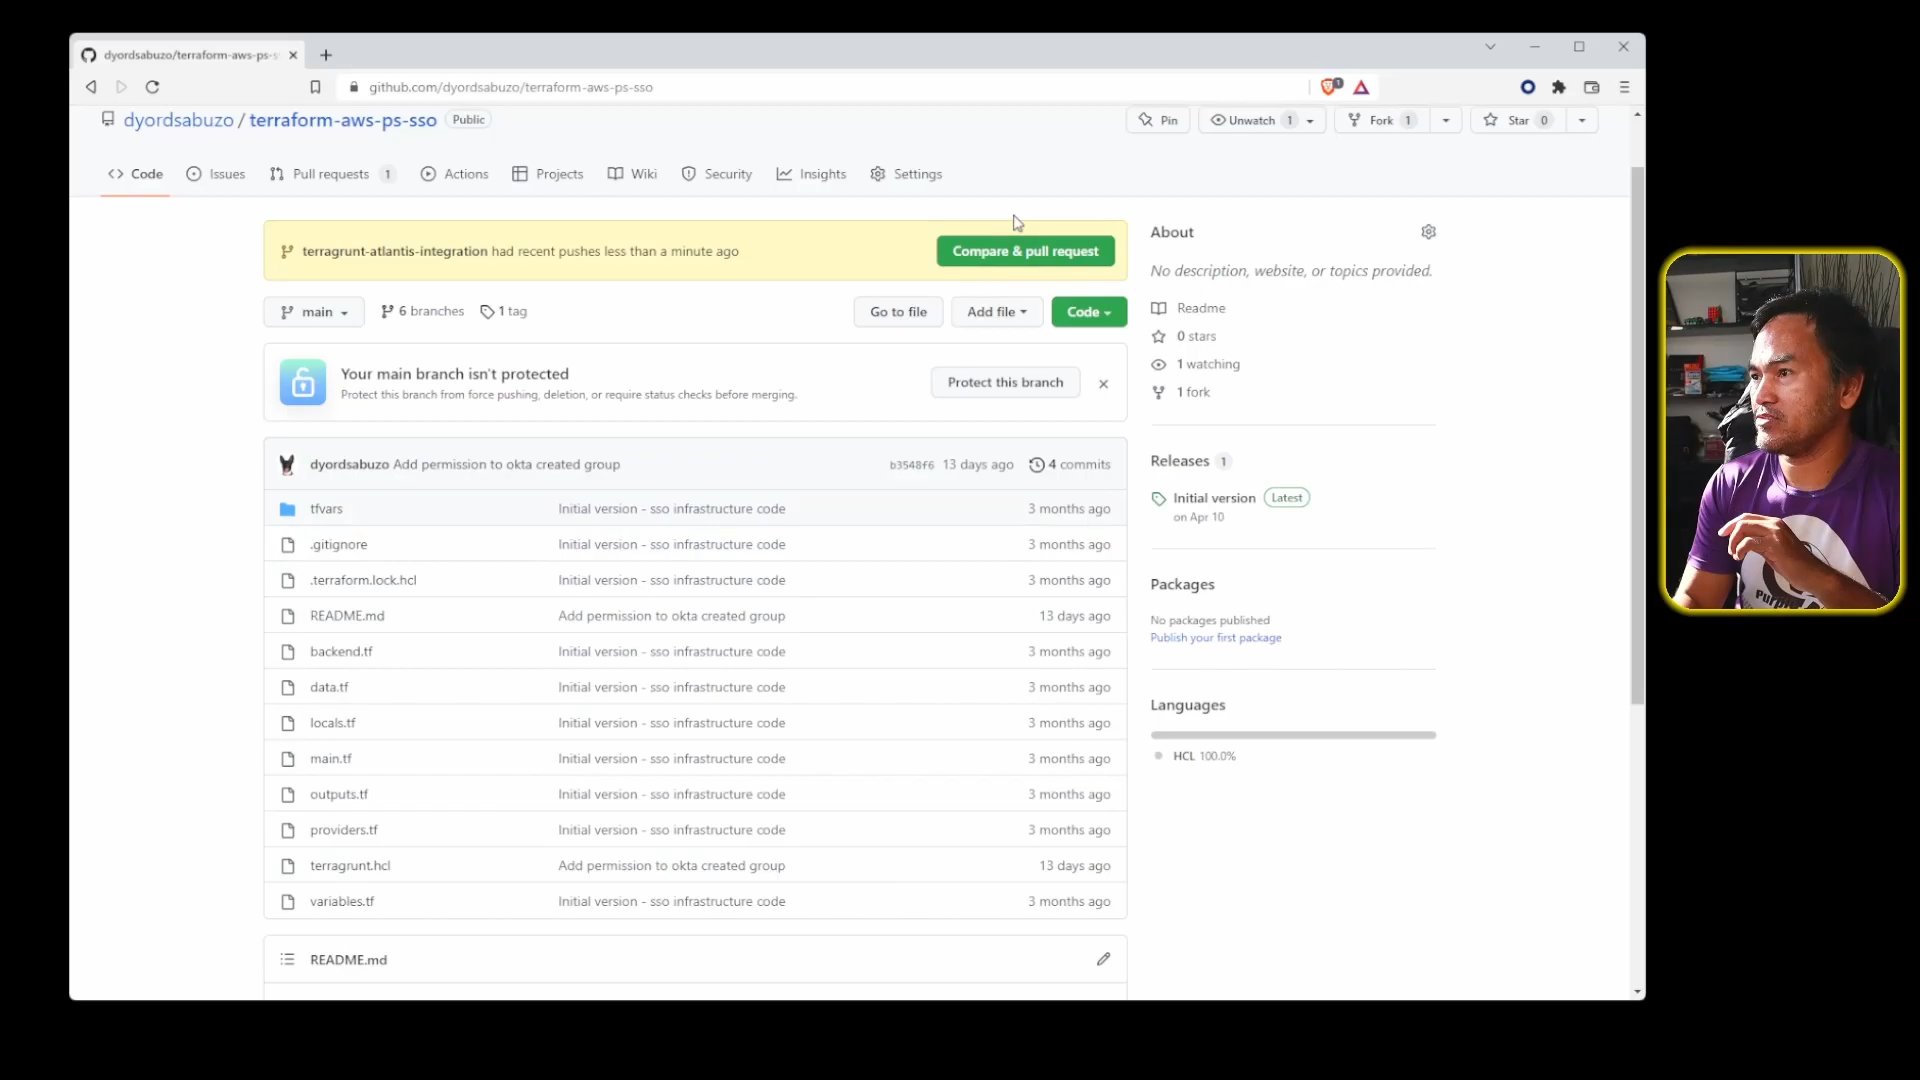 dyordsabuzo/terraform-aws-ps-s
github.com/dyordsabuzo/terraform-aws-ps-sso
1
dyordsabuzo / terraform-aws-ps-sso Public
Pin
Unwatch 1
Fork 1
Star 0
Code
Issues
Pull requests 1
Actions
Projects
Wiki
Security
Insights
Settings
terragrunt-atlantis-integration had recent pushes less than a minute ago
Compare & pull request
main
6 branches
1 tag
Go to file
Add file
Code
Your main branch isn't protected
Protect this branch from force pushing, deletion, or require status checks before merging.
Protect this branch
dyordsabuzo Add permission to okta created group b3548f6 13 days ago 4 commits
tfvars Initial version - sso infrastructure code 3 months ago
.gitignore Initial version - sso infrastructure code 3 months ago
.terraform.lock.hcl Initial version - sso infrastructure code 3 months ago
README.md Add permission to okta created group 13 days ago
backend.tf Initial version - sso infrastructure code 3 months ago
data.tf Initial version - sso infrastructure code 3 months ago
locals.tf Initial version - sso infrastructure code 3 months ago
main.tf Initial version - sso infrastructure code 3 months ago
outputs.tf Initial version - sso infrastructure code 3 months ago
providers.tf Initial version - sso infrastructure code 3 months ago
terragrunt.hcl Add permission to okta created group 13 days ago
variables.tf Initial version - sso infrastructure code 3 months ago
README.md
About
No description, website, or topics provided.
Readme
0 stars
1 watching
1 fork
Releases 1
Initial version Latest
on Apr 10
Packages
No packages published
Publish your first package
Languages
HCL 100.0%